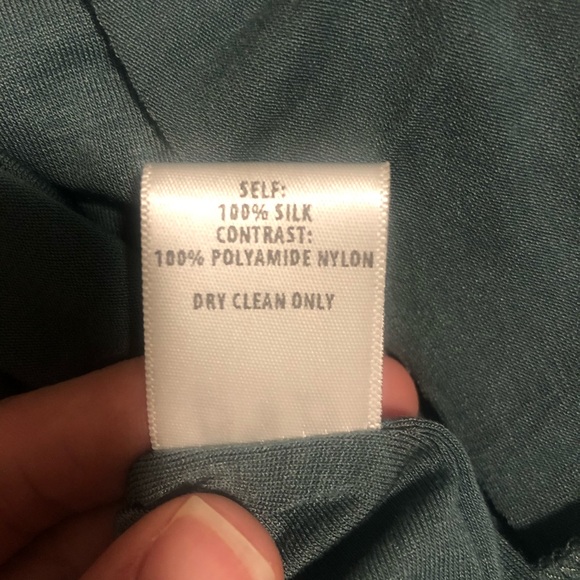 SELF:
100% SILK
CONTRAST:
100% POLYAMIDE NYLON
DRY CLEAN ONLY